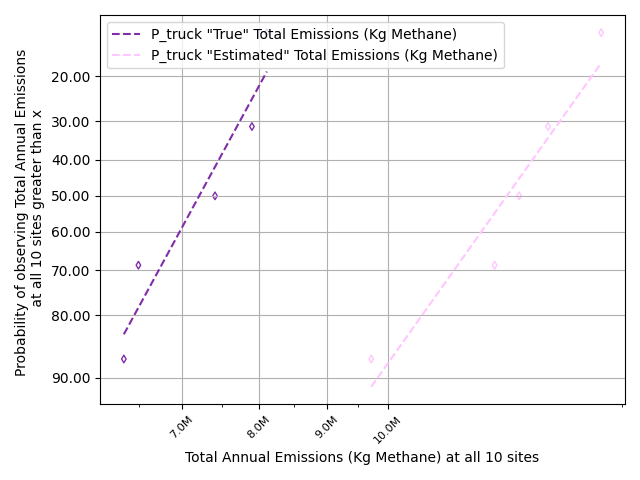 P_truck "True" Total Emissions (Kg Methane)
P_truck "Estimated" Total Emissions (Kg Methane)
Probability of observing Total Annual Emissions
at all 10 sites greater than x
20.00
30.00
40.00
50.00
60.00
70.00
80.00
90.00
7.0M
8.0M
9.0M
10.0M
Total Annual Emissions (Kg Methane) at all 10 sites